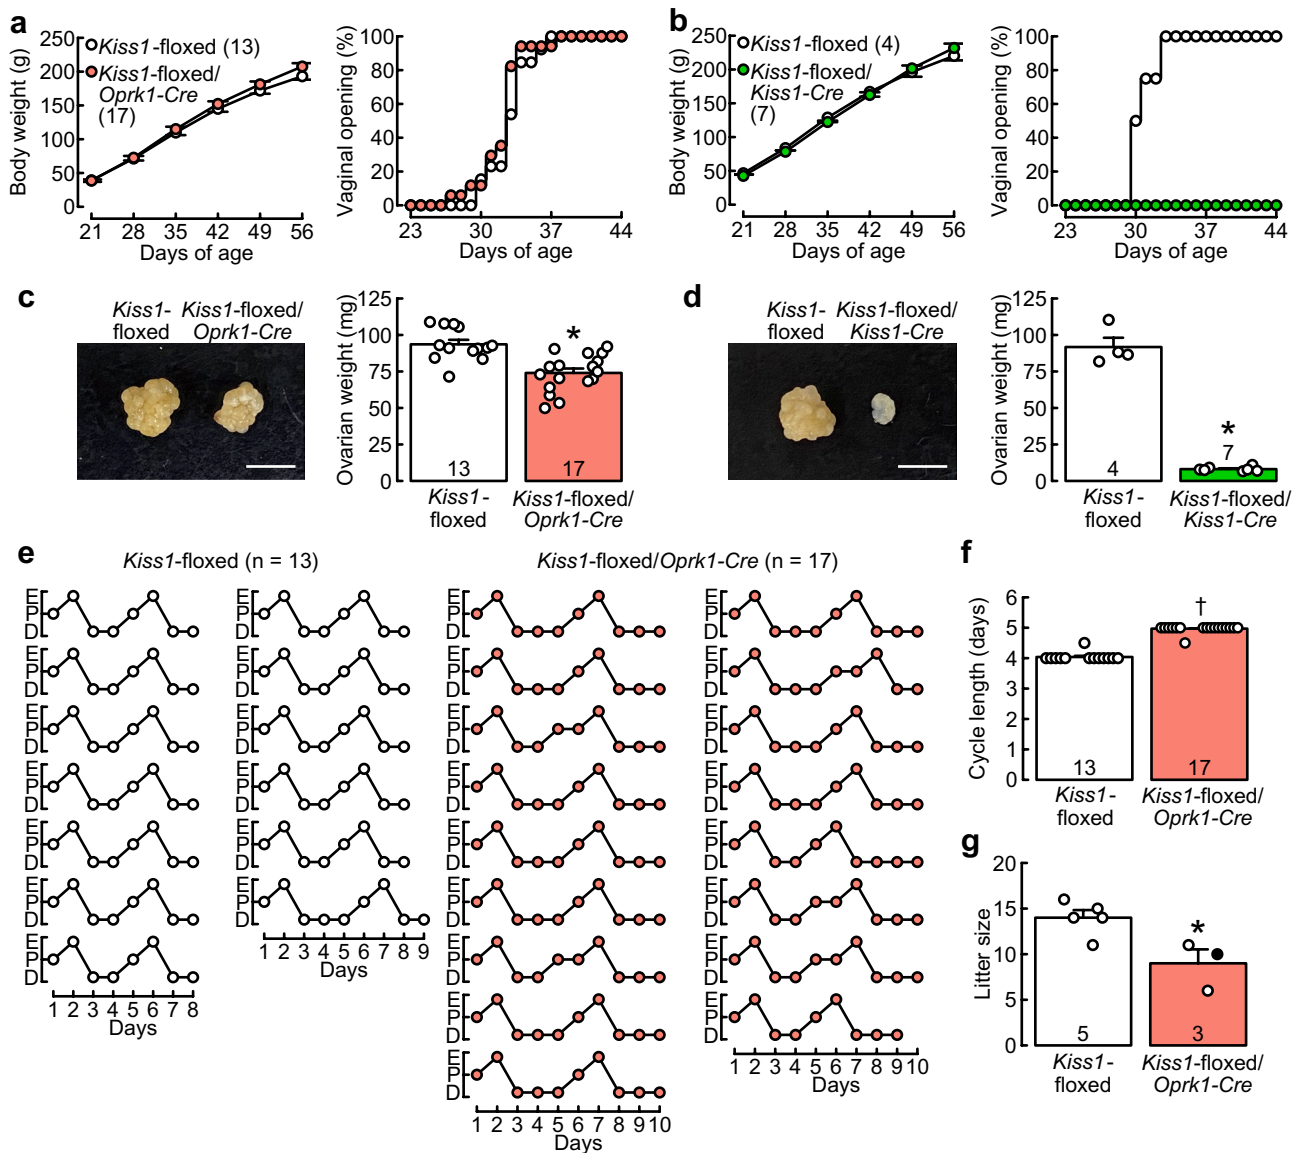 a
Body weight (g)
250
200
150
100
50
0
Kiss1-floxed (13)
Kiss1-floxed/
Oprk1-Cre
(17)
21 28 35 42 49 56
Days of age
Vaginal opening (%)
100
80
60
40
20
0
23 30 37 44
Days of age
b
Body weight (g)
250
200
150
100
50
0
Kiss1-floxed (4)
Kiss1-floxed/
Kiss1-Cre
(7)
21 28 35 42 49 56
Days of age
Vaginal opening (%)
100
80
60
40
20
0
23 30 37 44
Days of age
c
Kiss1-
floxed
Kiss1-floxed/
Oprk1-Cre
Ovarian weight (mg)
125
100
75
50
25
0
*
13
17
Kiss1-
floxed
Kiss1-floxed/
Oprk1-Cre
d
Kiss1-
floxed
Kiss1-floxed/
Kiss1-Cre
Ovarian weight (mg)
125
100
75
50
25
0
*
4
7
Kiss1-
floxed
Kiss1-floxed/
Kiss1-Cre
e
Kiss1-floxed (n = 13)
E
P
D
E
P
D
E
P
D
E
P
D
E
P
D
E
P
D
E
P
D
1 2 3 4 5 6 7 8
Days
E
P
D
E
P
D
E
P
D
E
P
D
E
P
D
E
P
D
1 2 3 4 5 6 7 8 9
Days
Kiss1-floxed/Oprk1-Cre (n = 17)
E
P
D
E
P
D
E
P
D
E
P
D
E
P
D
E
P
D
E
P
D
E
P
D
E
P
D
1 2 3 4 5 6 7 8 9 10
Days
E
P
D
E
P
D
E
P
D
E
P
D
E
P
D
E
P
D
E
P
D
E
P
D
1 2 3 4 5 6 7 8 9 10
Days
f
Cycle length (days)
6
5
4
3
2
1
0
†
13
17
Kiss1-
floxed
Kiss1-floxed/
Oprk1-Cre
g
Litter size
20
15
10
5
0
*
5
3
Kiss1-
floxed
Kiss1-floxed/
Oprk1-Cre